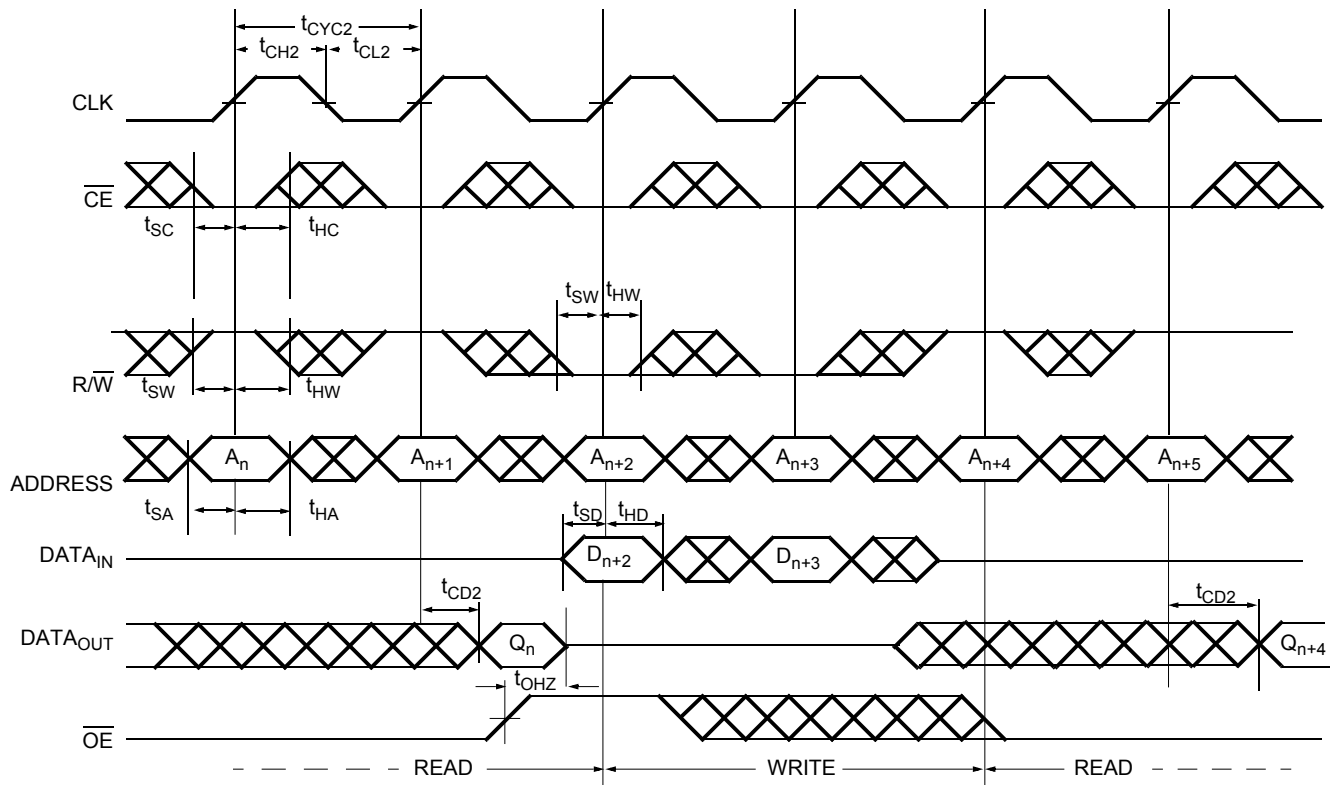 tCYC2
tCH2 tCL2
CLK
CE
tSC tHC
tSW tHW
R/W
tSW tHW
An An+1 An+2 An+3 An+4 An+5
ADDRESS
tSA tHA
tSD tHD
DATAIN
Dn+2 Dn+3
tCD2 tCD2
DATAOUT
Qn Qn+4
tOHZ
OE
READ WRITE READ